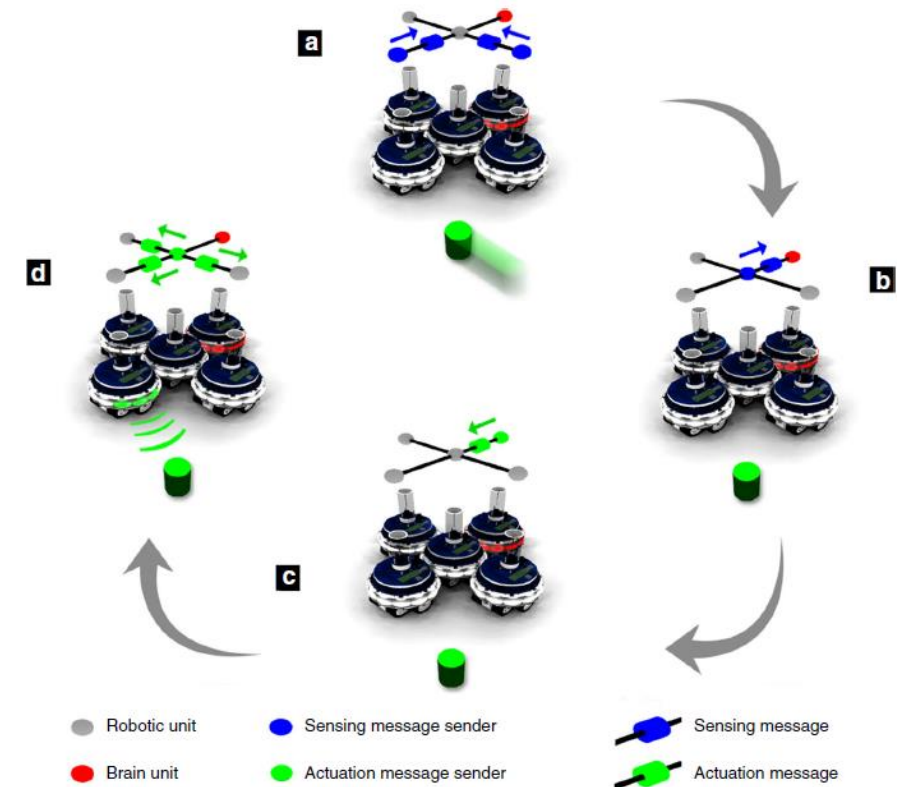 a
d
b
c
Robotic unit
Sensing message sender
Sensing message
Brain unit
Actuation message sender
Actuation message